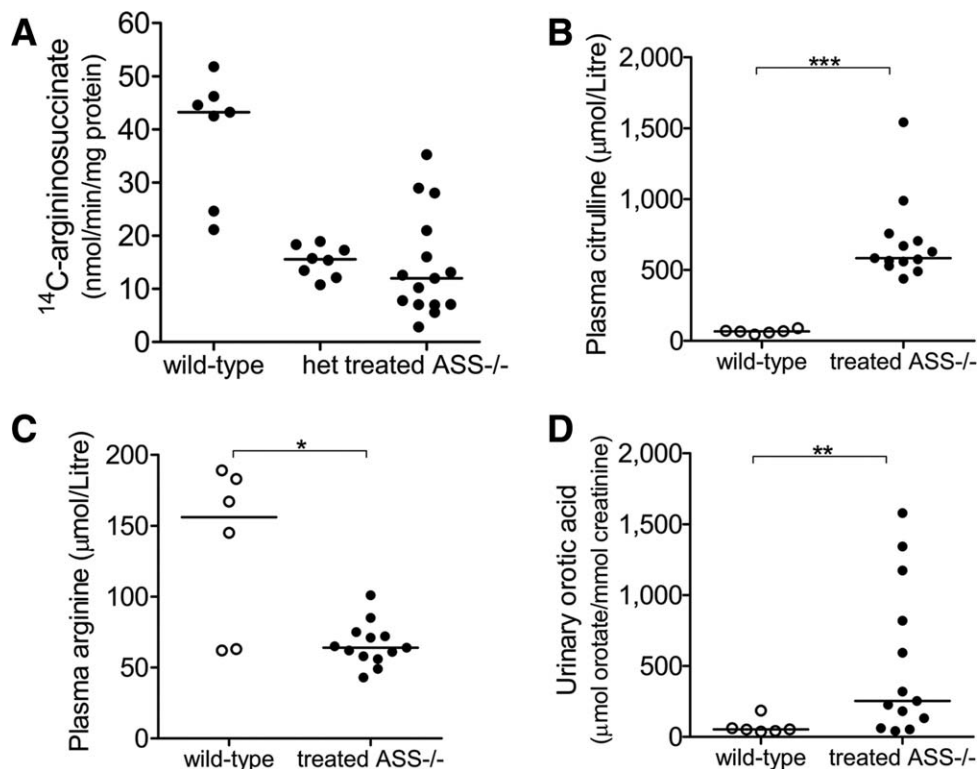 A
¹⁴C-argininosuccinate
(nmol/min/mg protein)
60
50
40
30
20
10
0
wild-type
het
treated ASS-/-
B
Plasma citrulline (μmol/Litre)
2,000
1,500
1,000
500
0
***
wild-type
treated ASS-/-
C
Plasma arginine (μmol/Litre)
200
150
100
50
0
*
wild-type
treated ASS-/-
D
Urinary orotic acid
(μmol orotate/mmol creatinine)
2,000
1,500
1,000
500
0
**
wild-type
treated ASS-/-